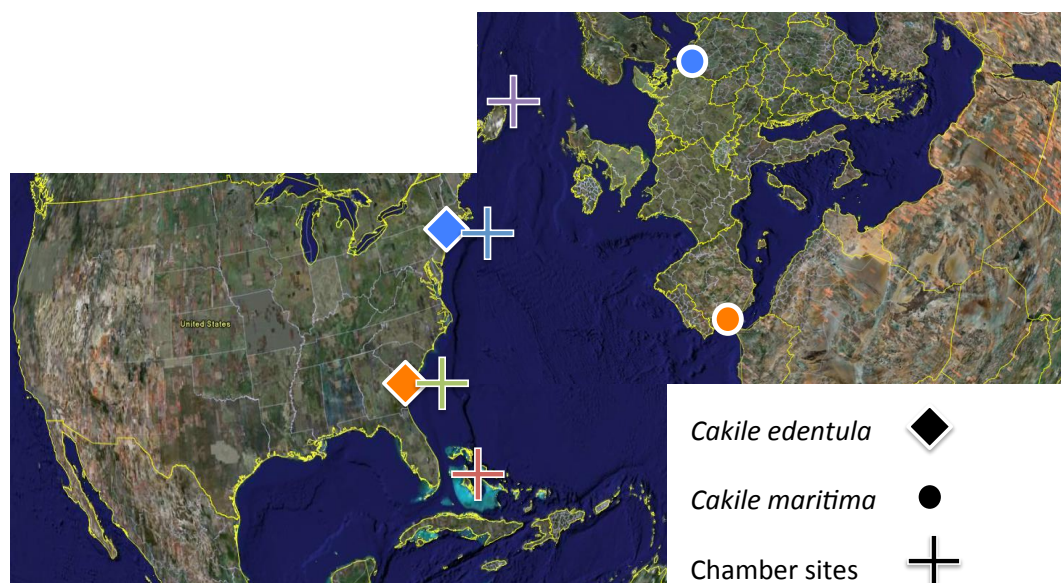 United States
Cakile edentula
Cakile maritima
Chamber sites